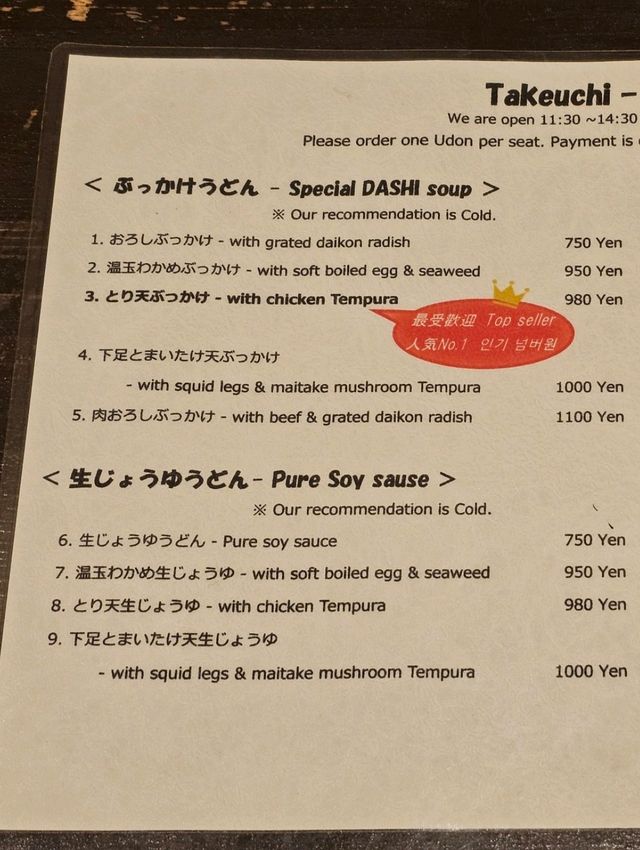 Takeuchi -
We are open 11:30 ~14:30
Please order one Udon per seat. Payment is
< ぶっかけうどん - Special DASHI soup >
※ Our recommendation is Cold.
1. おろしぶっかけ - with grated daikon radish 750 Yen
2. 温玉わかめぶっかけ - with soft boiled egg & seaweed 950 Yen
3. とり天ぶっかけ - with chicken Tempura 980 Yen
最受歡迎 Top seller
人気No.1 인기 넘버원
4. 下足とまいたけ天ぶっかけ
- with squid legs & maitake mushroom Tempura 1000 Yen
5. 肉おろしぶっかけ - with beef & grated daikon radish 1100 Yen
< 生じょうゆうどん - Pure Soy sause >
※ Our recommendation is Cold.
6. 生じょうゆうどん - Pure soy sauce 750 Yen
7. 温玉わかめ生じょうゆ - with soft boiled egg & seaweed 950 Yen
8. とり天生じょうゆ - with chicken Tempura 980 Yen
9. 下足とまいたけ天生じょうゆ
- with squid legs & maitake mushroom Tempura 1000 Yen